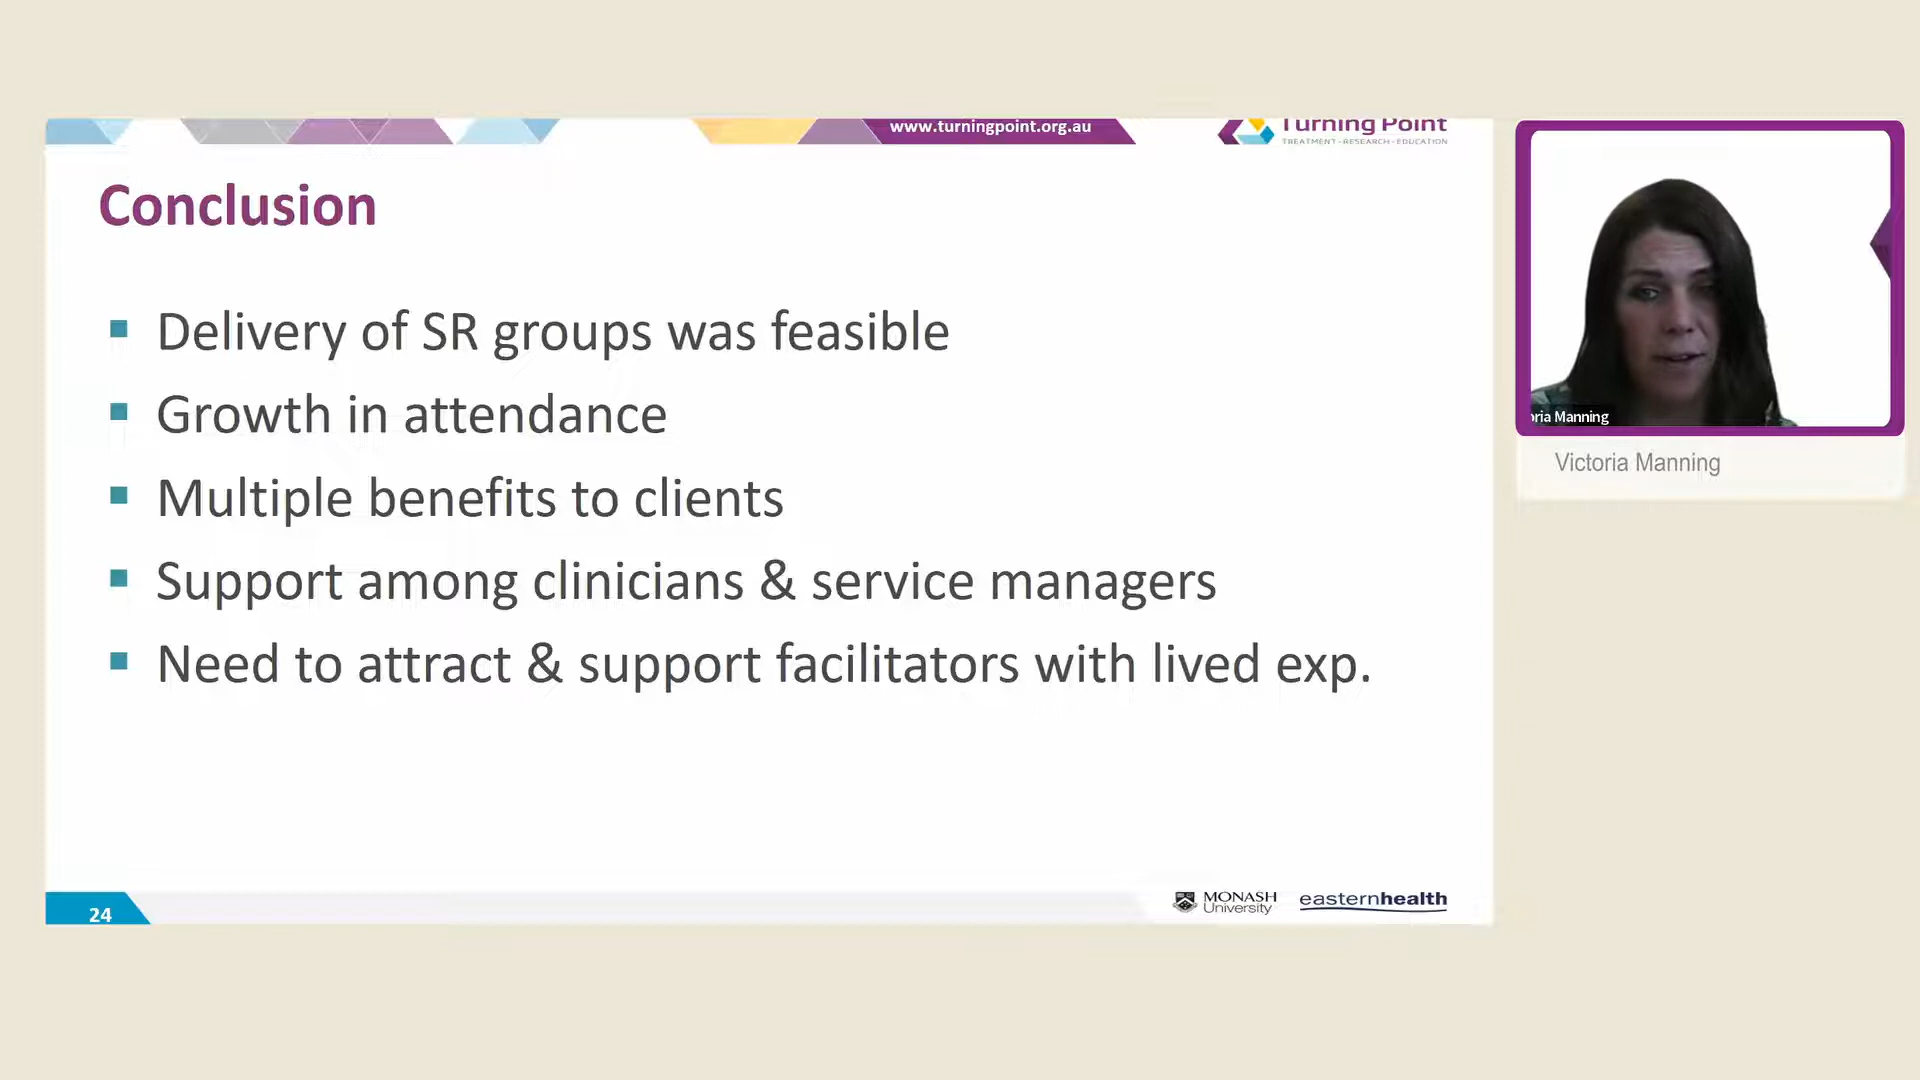 www.turningpoint.org.au
Turning Point
TREATMENT • RESEARCH • EDUCATION
Conclusion
Delivery of SR groups was feasible
Growth in attendance
Multiple benefits to clients
Support among clinicians & service managers
Need to attract & support facilitators with lived exp.
oria Manning
Victoria Manning
24
MONASH
University
easternhealth